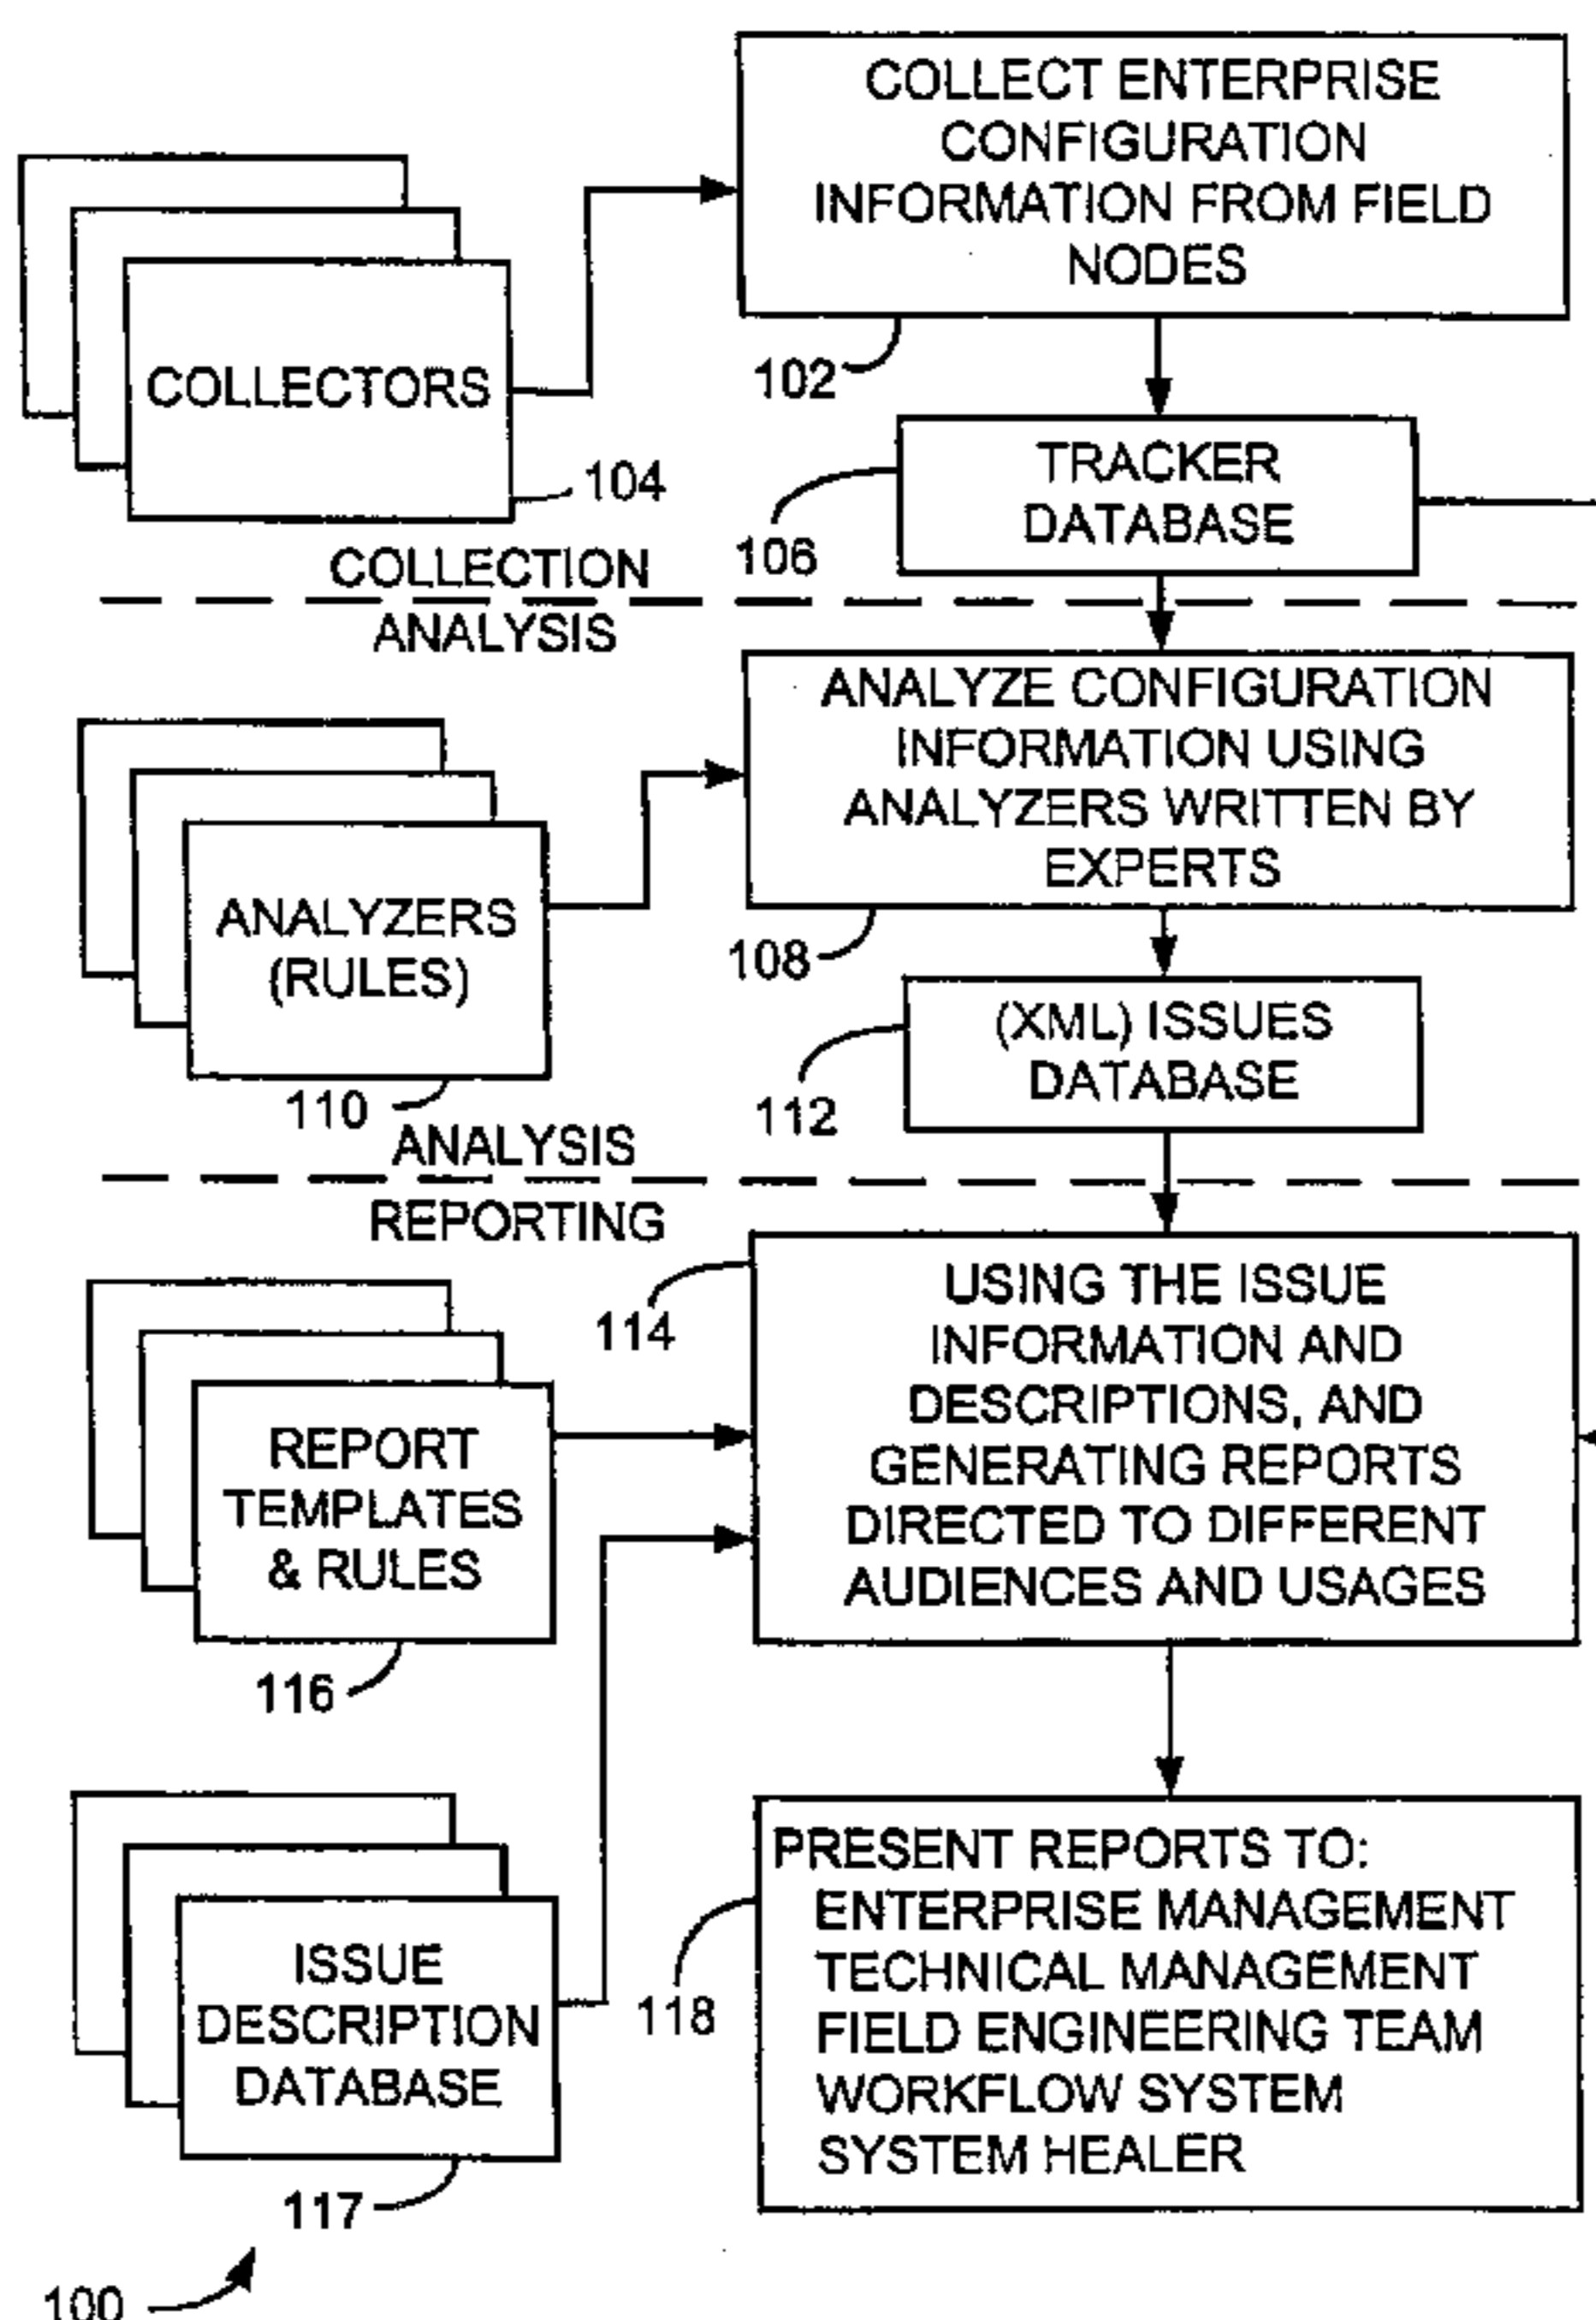 COLLECT ENTERPRISE
CONFIGURATION
INFORMATION FROM FIELD
NODES
102
COLLECTORS
104
TRACKER
DATABASE
106
COLLECTION
ANALYSIS
ANALYZE CONFIGURATION
INFORMATION USING
ANALYZERS WRITTEN BY
EXPERTS
108
ANALYZERS
(RULES)
110
(XML) ISSUES
DATABASE
112
ANALYSIS
REPORTING
114
USING THE ISSUE
INFORMATION AND
DESCRIPTIONS, AND
GENERATING REPORTS
DIRECTED TO DIFFERENT
AUDIENCES AND USAGES
REPORT
TEMPLATES
& RULES
116
PRESENT REPORTS TO:
ENTERPRISE MANAGEMENT
TECHNICAL MANAGEMENT
FIELD ENGINEERING TEAM
WORKFLOW SYSTEM
SYSTEM HEALER
118
ISSUE
DESCRIPTION
DATABASE
117
100